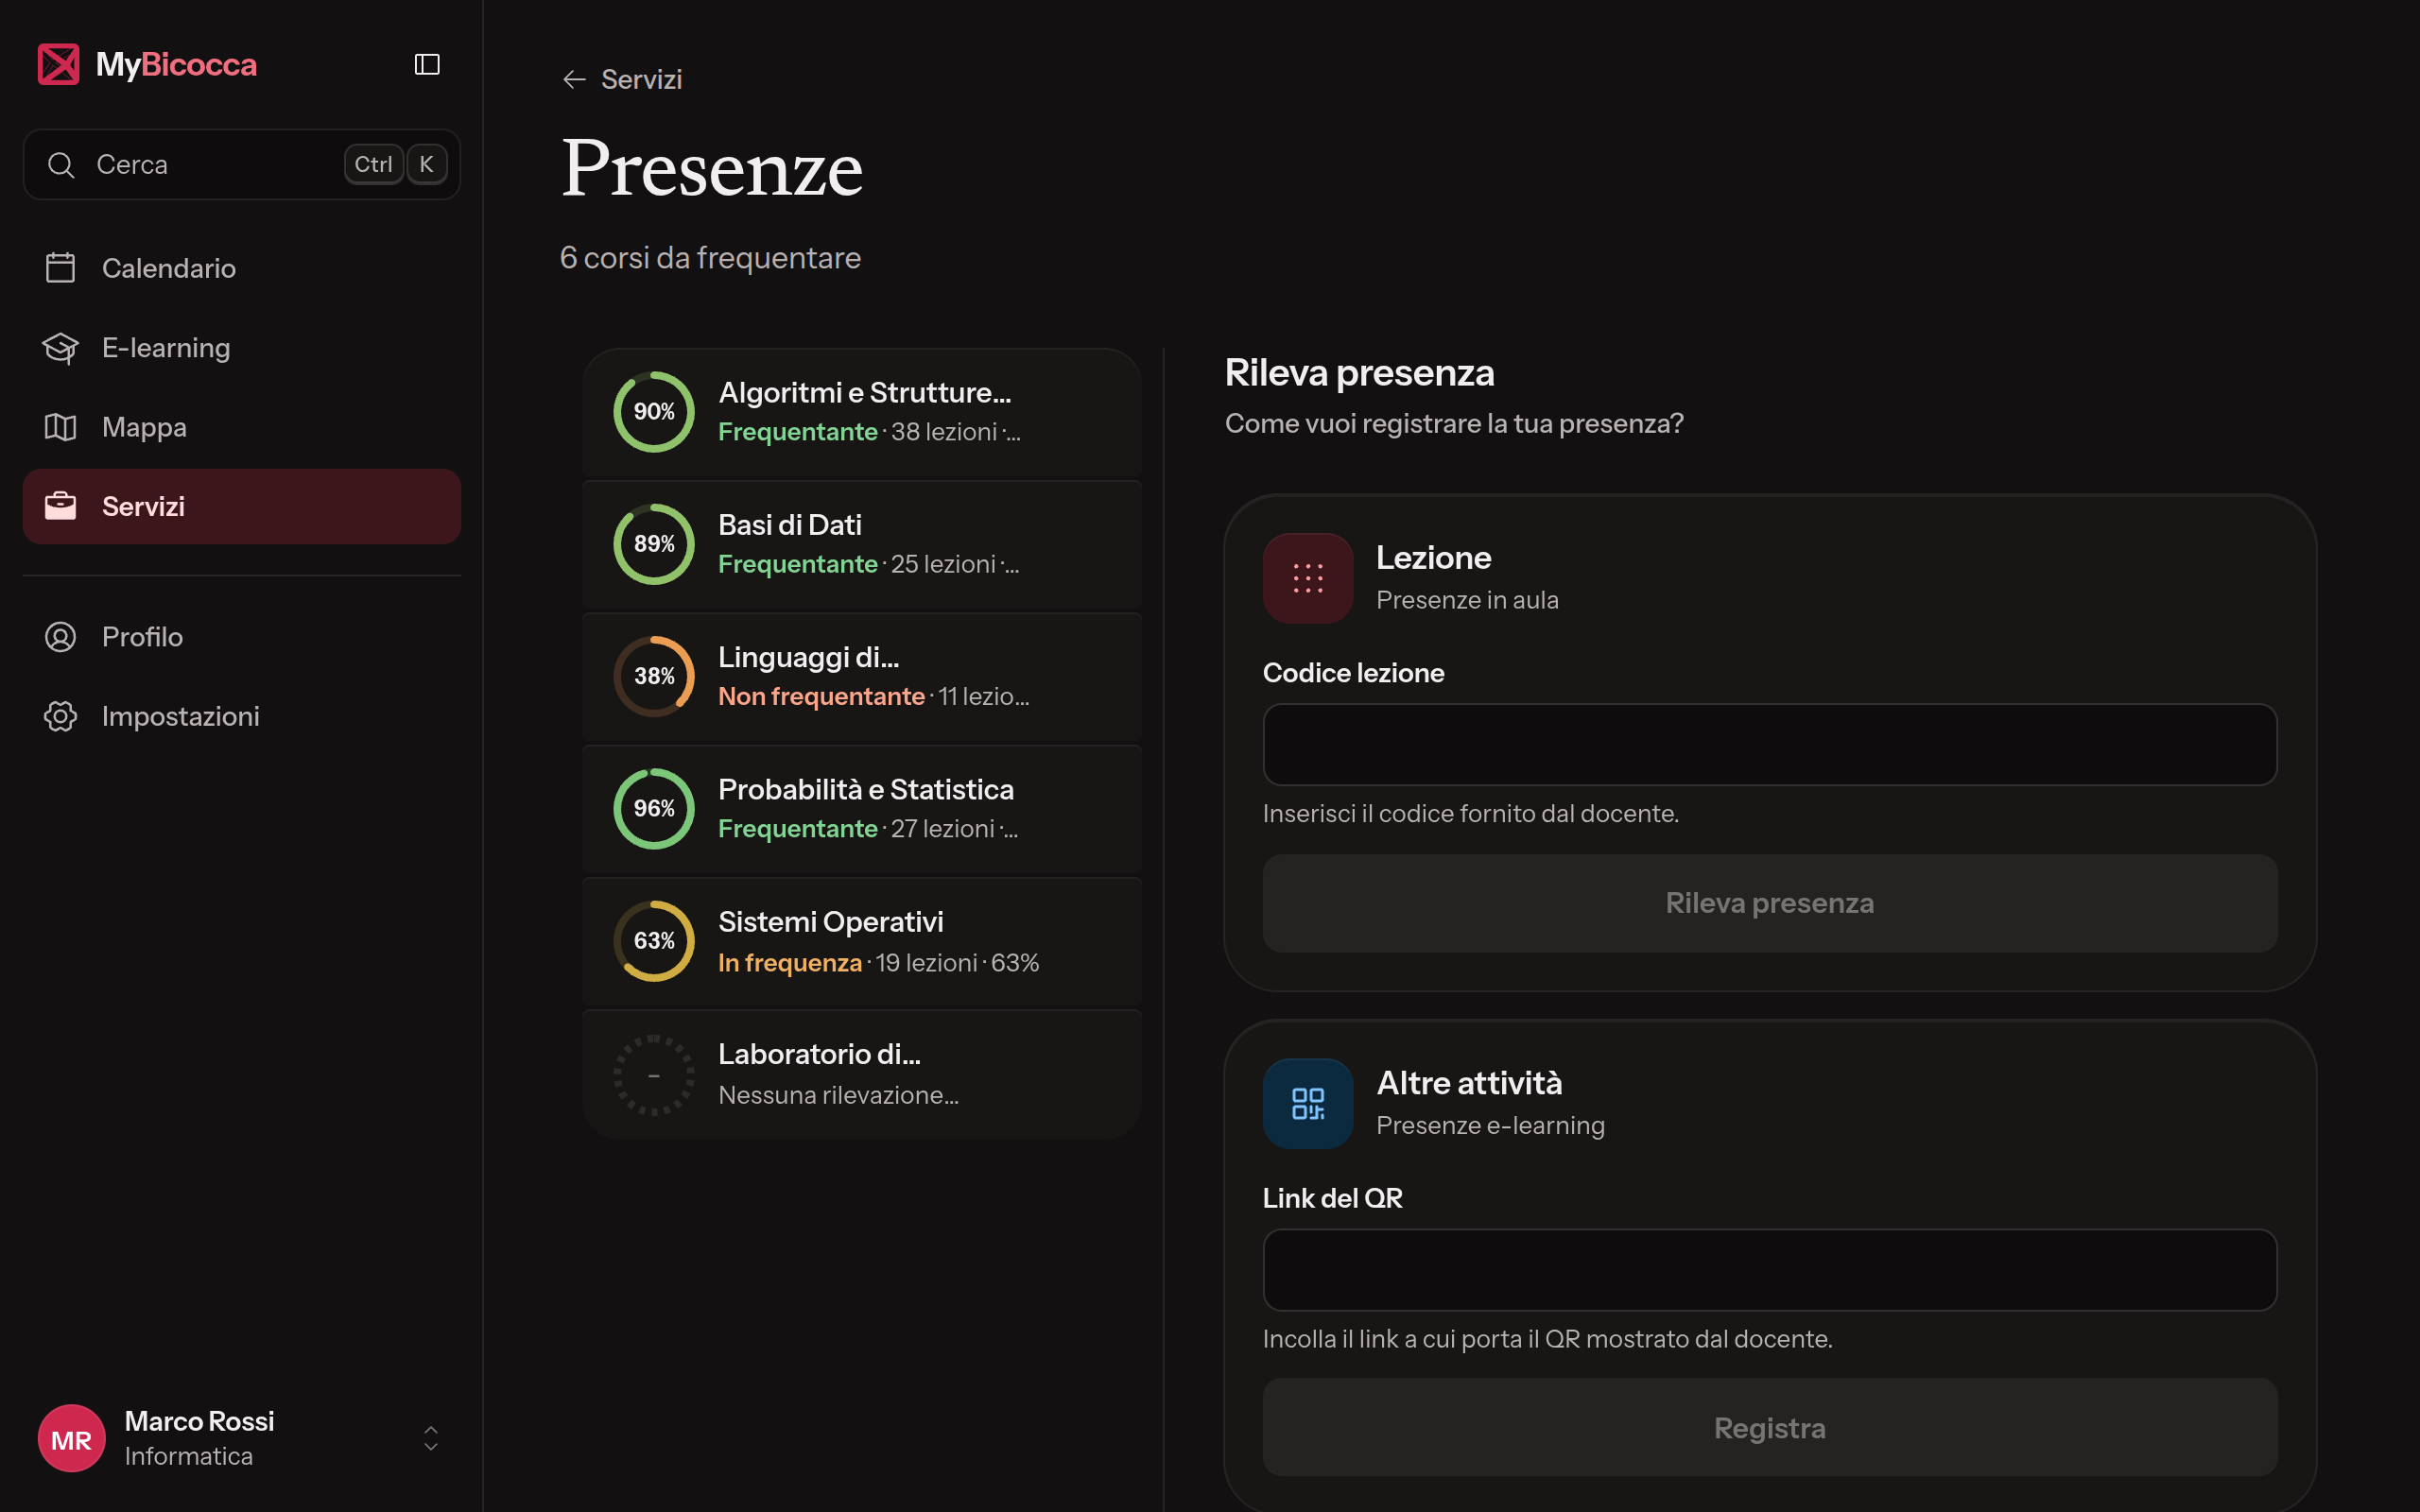 MyBicocca
Cerca
Ctrl K
Calendario
E-learning
Mappa
Servizi
Profilo
Impostazioni
MR
Marco Rossi
Informatica
Servizi
Presenze
6 corsi da frequentare
90%
Algoritmi e Strutture...
Frequentante · 38 lezioni ·...
89%
Basi di Dati
Frequentante · 25 lezioni ·...
38%
Linguaggi di...
Non frequentante · 11 lezio...
96%
Probabilità e Statistica
Frequentante · 27 lezioni ·...
63%
Sistemi Operativi
In frequenza · 19 lezioni · 63%
–
Laboratorio di...
Nessuna rilevazione...
Rileva presenza
Come vuoi registrare la tua presenza?
Lezione
Presenze in aula
Codice lezione
Inserisci il codice fornito dal docente.
Rileva presenza
Altre attività
Presenze e-learning
Link del QR
Incolla il link a cui porta il QR mostrato dal docente.
Registra